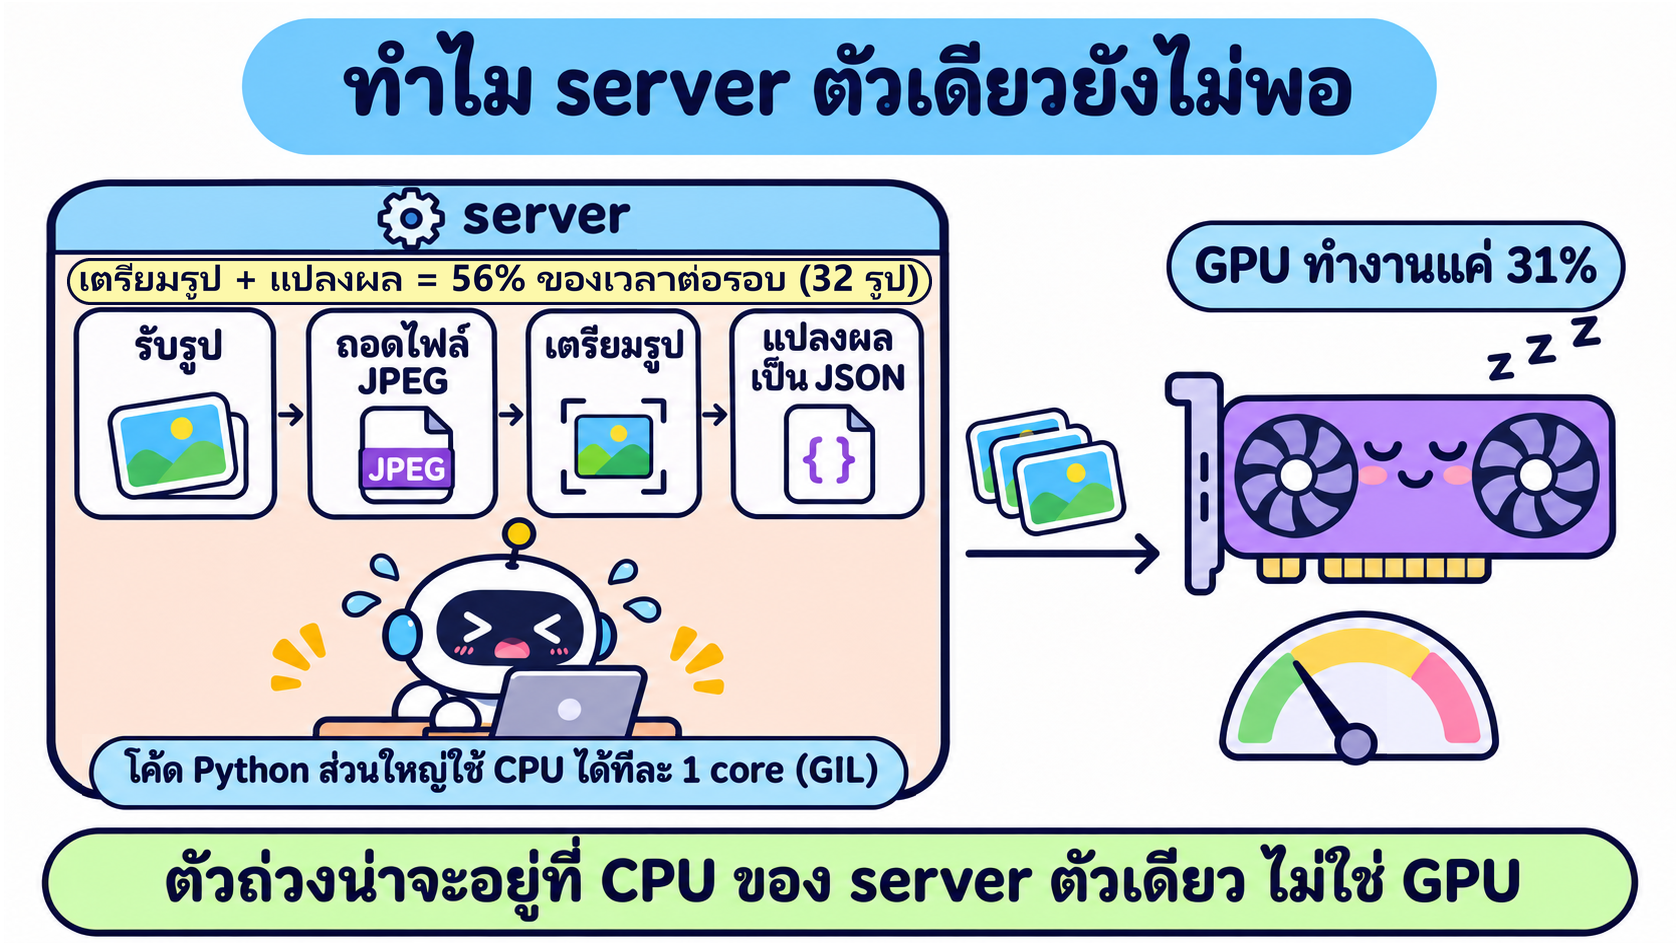 ทำไม server ตัวเดียวยังไม่พอ
server
เตรียมรูป + แปลงผล = 56% ของเวลาต่อรอบ (32 รูป)
รับรูป
ถอดไฟล์
JPEG
JPEG
เตรียมรูป
แปลงผล
เป็น JSON
{ }
โค้ด Python ส่วนใหญ่ใช้ CPU ได้ทีละ 1 core (GIL)
GPU ทำงานแค่ 31%
z z z
ตัวถ่วงน่าจะอยู่ที่ CPU ของ server ตัวเดียว ไม่ใช่ GPU